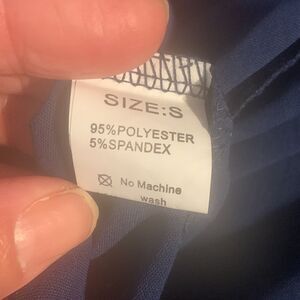 SIZE:S
95%POLYESTER
5%SPANDEX
No Machine
wash